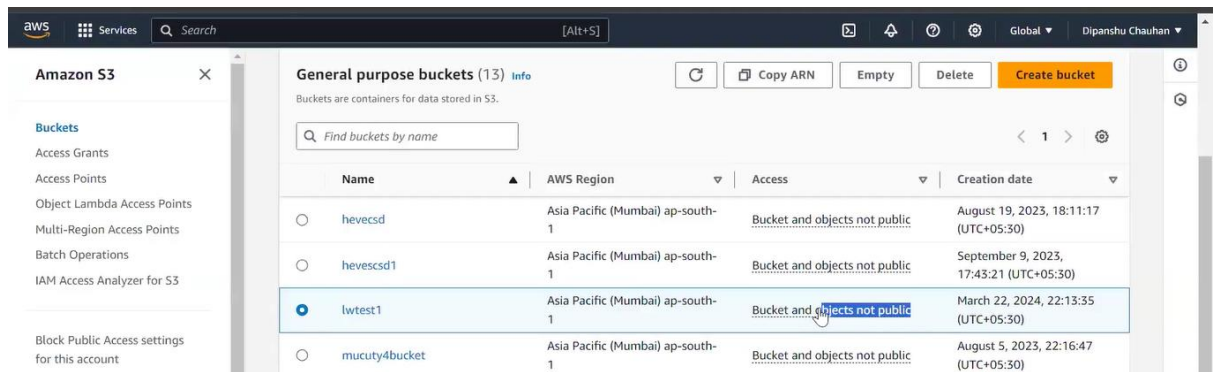 aws Services Search [Alt+S] Global ▼ Dipanshu Chauhan ▼
Amazon S3
Buckets
Access Grants
Access Points
Object Lambda Access Points
Multi-Region Access Points
Batch Operations
IAM Access Analyzer for S3
Block Public Access settings
for this account
General purpose buckets (13) Info
Copy ARN Empty Delete Create bucket
Buckets are containers for data stored in S3.
Find buckets by name
1
Name AWS Region Access Creation date
hevecsd Asia Pacific (Mumbai) ap-south-1 Bucket and objects not public August 19, 2023, 18:11:17 (UTC+05:30)
hevescsd1 Asia Pacific (Mumbai) ap-south-1 Bucket and objects not public September 9, 2023, 17:43:21 (UTC+05:30)
lwtest1 Asia Pacific (Mumbai) ap-south-1 Bucket and objects not public March 22, 2024, 22:13:35 (UTC+05:30)
mucuty4bucket Asia Pacific (Mumbai) ap-south-1 Bucket and objects not public August 5, 2023, 22:16:47 (UTC+05:30)